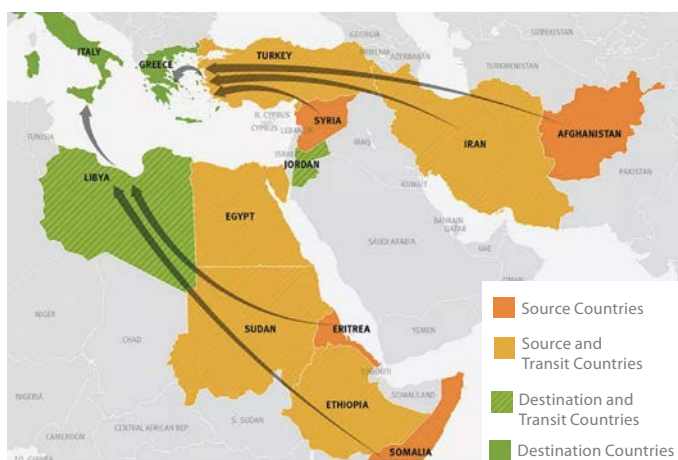 GEORGIA
UZBEKISTAN
ITALY
GREECE
TURKEY
ARMENIA
AZERBAIJAN
TURKMENISTAN
N. CYPRUS
CYPRUS
LEBANON
SYRIA
TUNISIA
ISRAEL
IRAQ
IRAN
AFGHANISTAN
JORDAN
LIBYA
KUWAIT
PAKISTAN
EGYPT
BAHRAIN
QATAR
SAUDI ARABIA
UAE
OMAN
Source Countries
NIGER
CHAD
SUDAN
ERITREA
YEMEN
Source and
Transit Countries
DJIBOUTI
NIGERIA
ETHIOPIA
SOMALILAND
Destination and
Transit Countries
CENTRAL AFRICAN REP.
S. SUDAN
CAMEROON
SOMALIA
Destination Countries